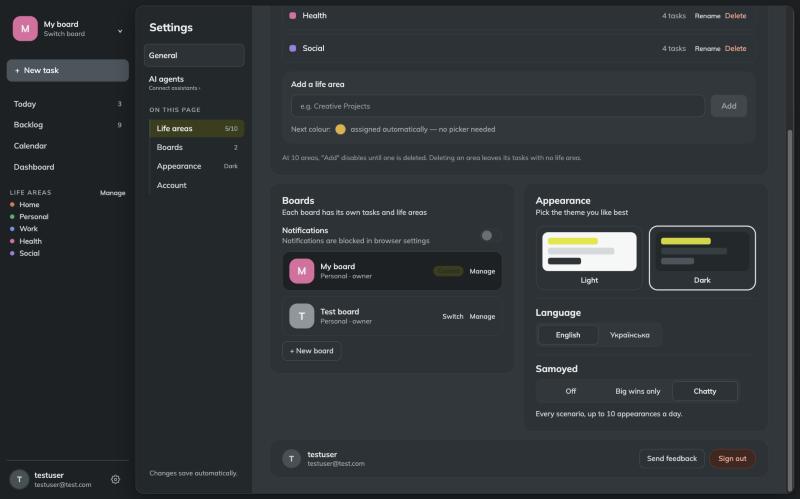 M
My board
Switch board
+ New task
Today 3
Backlog 9
Calendar
Dashboard
LIFE AREAS Manage
Home
Personal
Work
Health
Social
T
testuser
testuser@test.com
Settings
General
AI agents
Connect assistants ›
ON THIS PAGE
Life areas 5/10
Boards 2
Appearance Dark
Account
Changes save automatically.
Health 4 tasks Rename Delete
Social 4 tasks Rename Delete
Add a life area
e.g. Creative Projects Add
Next colour: assigned automatically — no picker needed
At 10 areas, "Add" disables until one is deleted. Deleting an area leaves its tasks with no life area.
Boards
Each board has its own tasks and life areas
Notifications
Notifications are blocked in browser settings
M
My board
Personal · owner
Manage
T
Test board
Personal · owner
Switch Manage
+ New board
Appearance
Pick the theme you like best
Light Dark
Language
English Українська
Samoyed
Off Big wins only Chatty
Every scenario, up to 10 appearances a day.
T
testuser
testuser@test.com
Send feedback Sign out